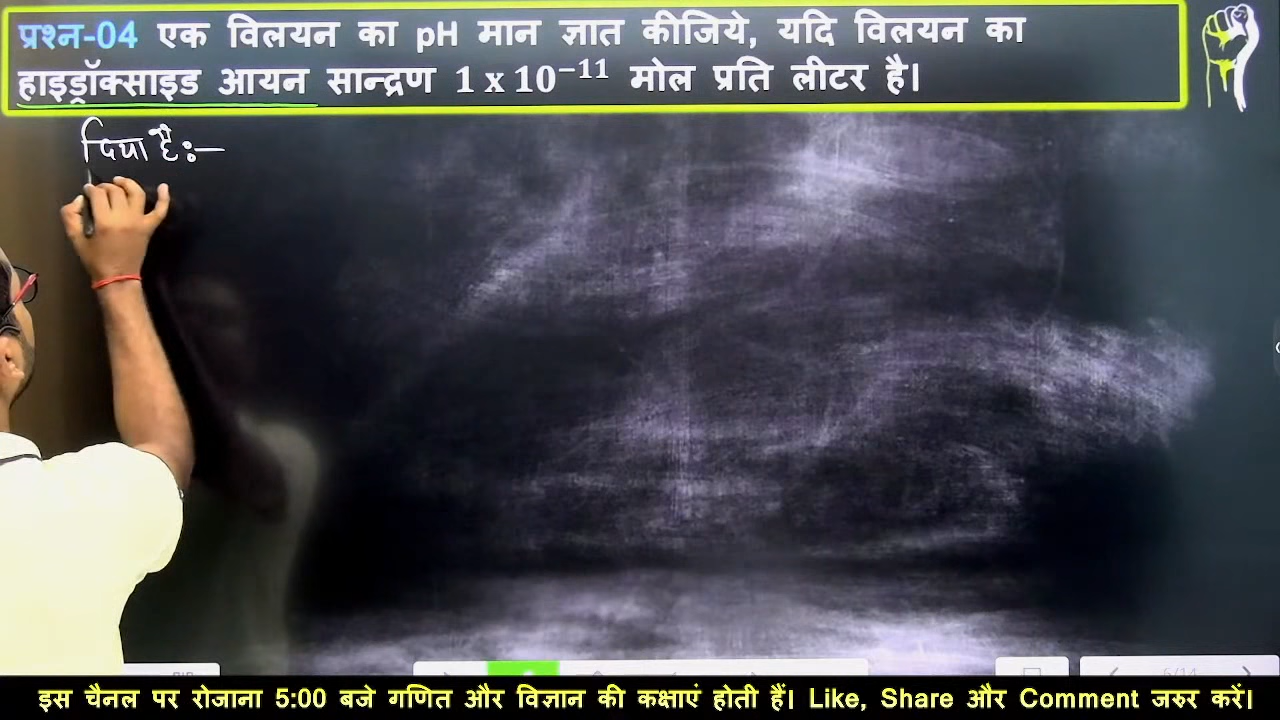 प्रश्न-04 एक विलयन का pH मान ज्ञात कीजिये, यदि विलयन का
हाइड्रॉक्साइड आयन सान्द्रण 1 x 10⁻¹¹ मोल प्रति लीटर है।
दिया है:-
इस चैनल पर रोजाना 5:00 बजे गणित और विज्ञान की कक्षाएं होती हैं। Like, Share और Comment जरुर करें।